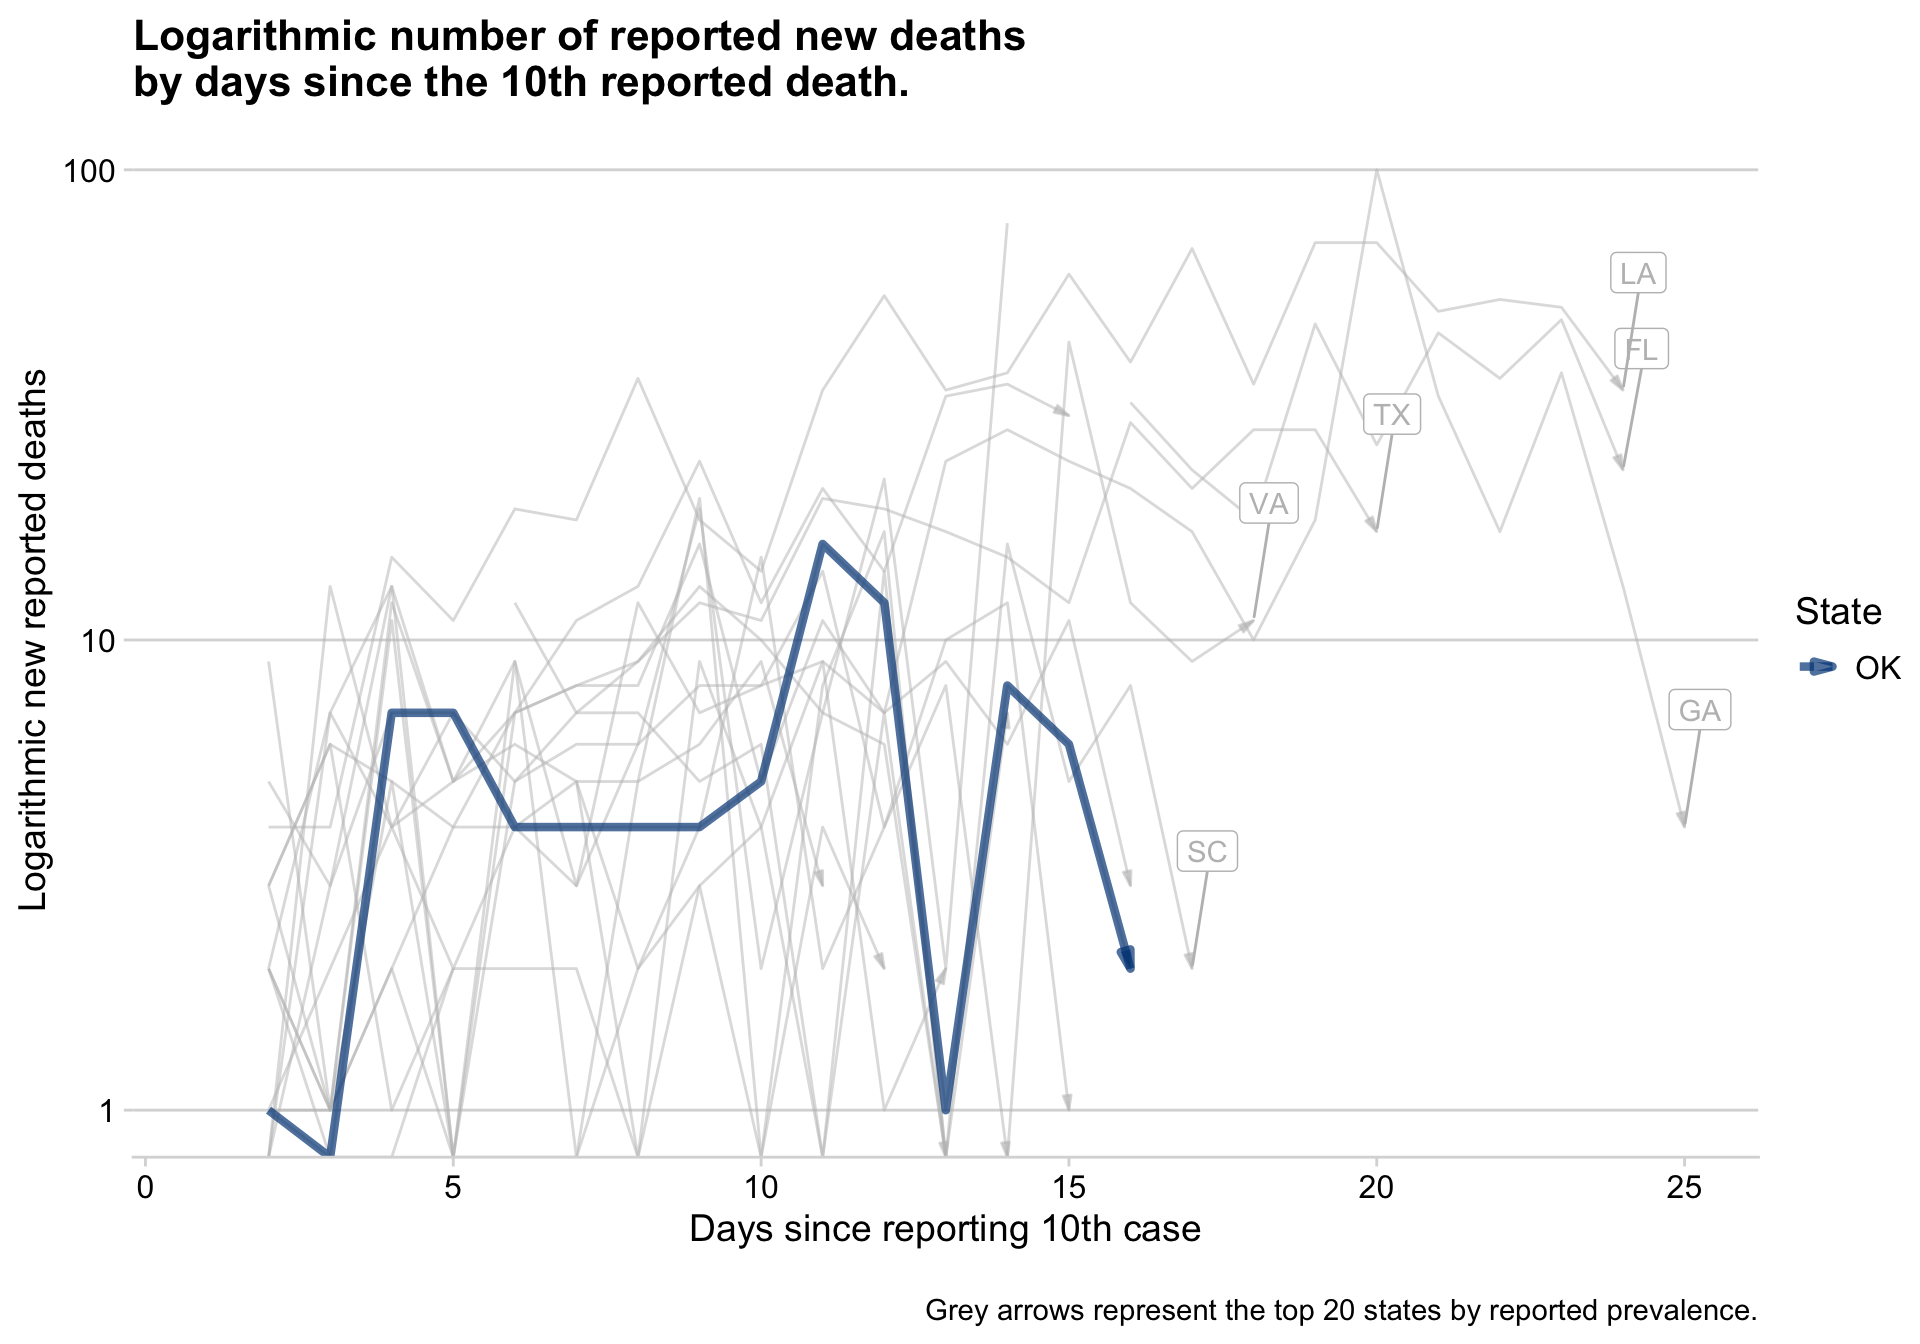 Logarithmic number of reported new deaths
by days since the 10th reported death.
Logarithmic new reported deaths
100
10
1
LA
FL
TX
VA
GA
SC
State
OK
0 5 10 15 20 25
Days since reporting 10th case
Grey arrows represent the top 20 states by reported prevalence.